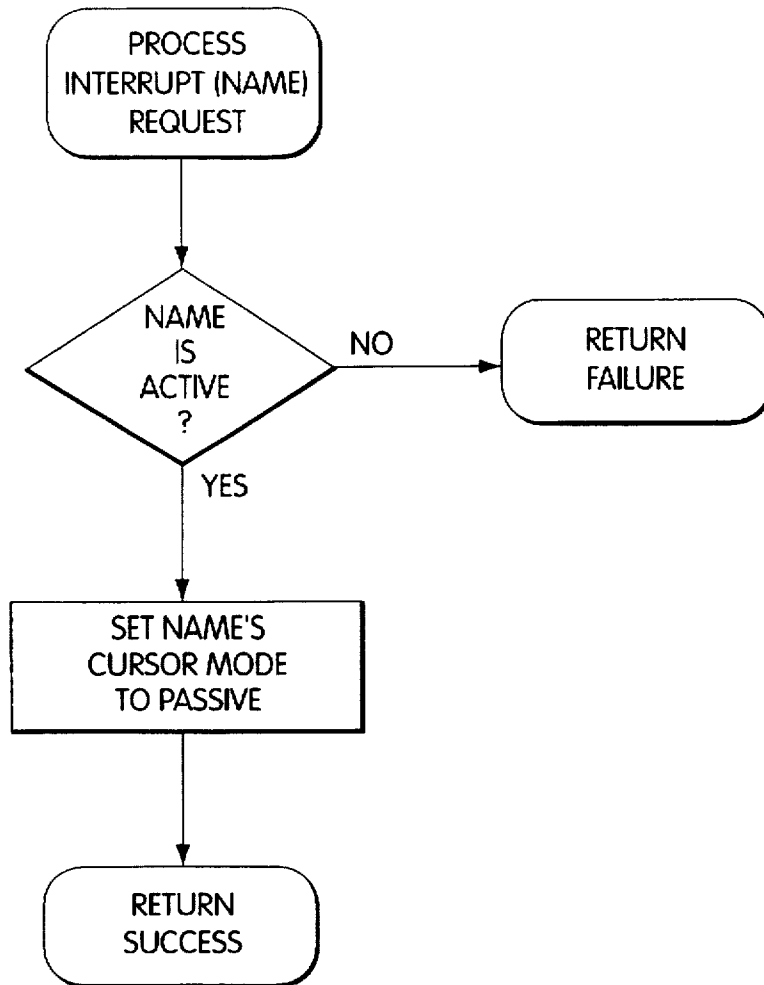 PROCESS
INTERRUPT (NAME)
REQUEST
NAME
IS
ACTIVE
?
NO
RETURN
FAILURE
YES
SET NAME'S
CURSOR MODE
TO PASSIVE
RETURN
SUCCESS